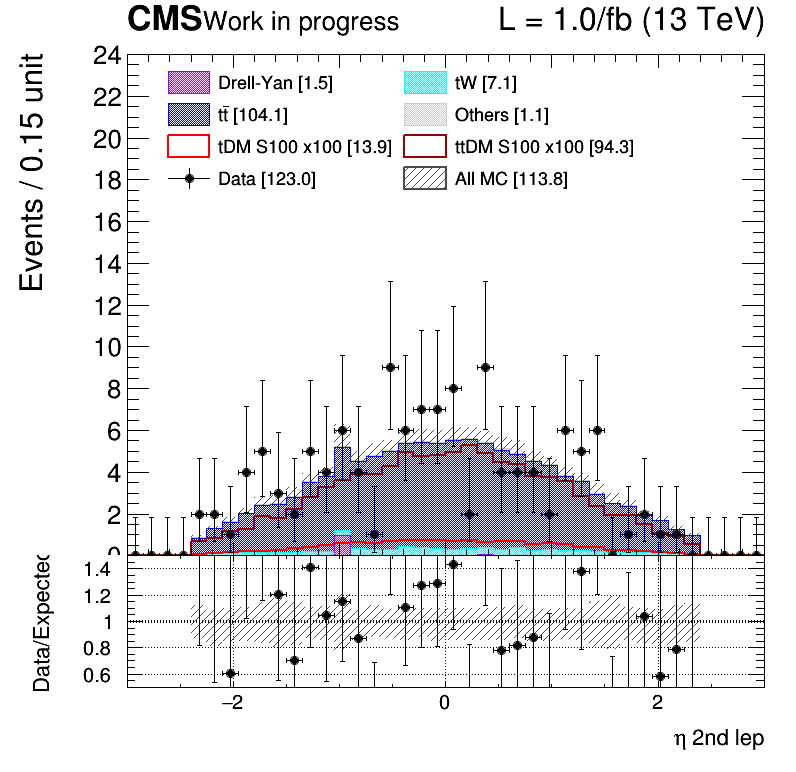 CMS Work in progress L = 1.0/fb (13 TeV)
Events / 0.15 unit
24
22
20
18
16
14
12
10
8
6
4
2
0
Drell-Yan [1.5] tW [7.1]
tt̄ [104.1] Others [1.1]
tDM S100 x100 [13.9] ttDM S100 x100 [94.3]
Data [123.0] All MC [113.8]
Data/Expected
1.4
1.2
1
0.8
0.6
−2 0 2
η 2nd lep